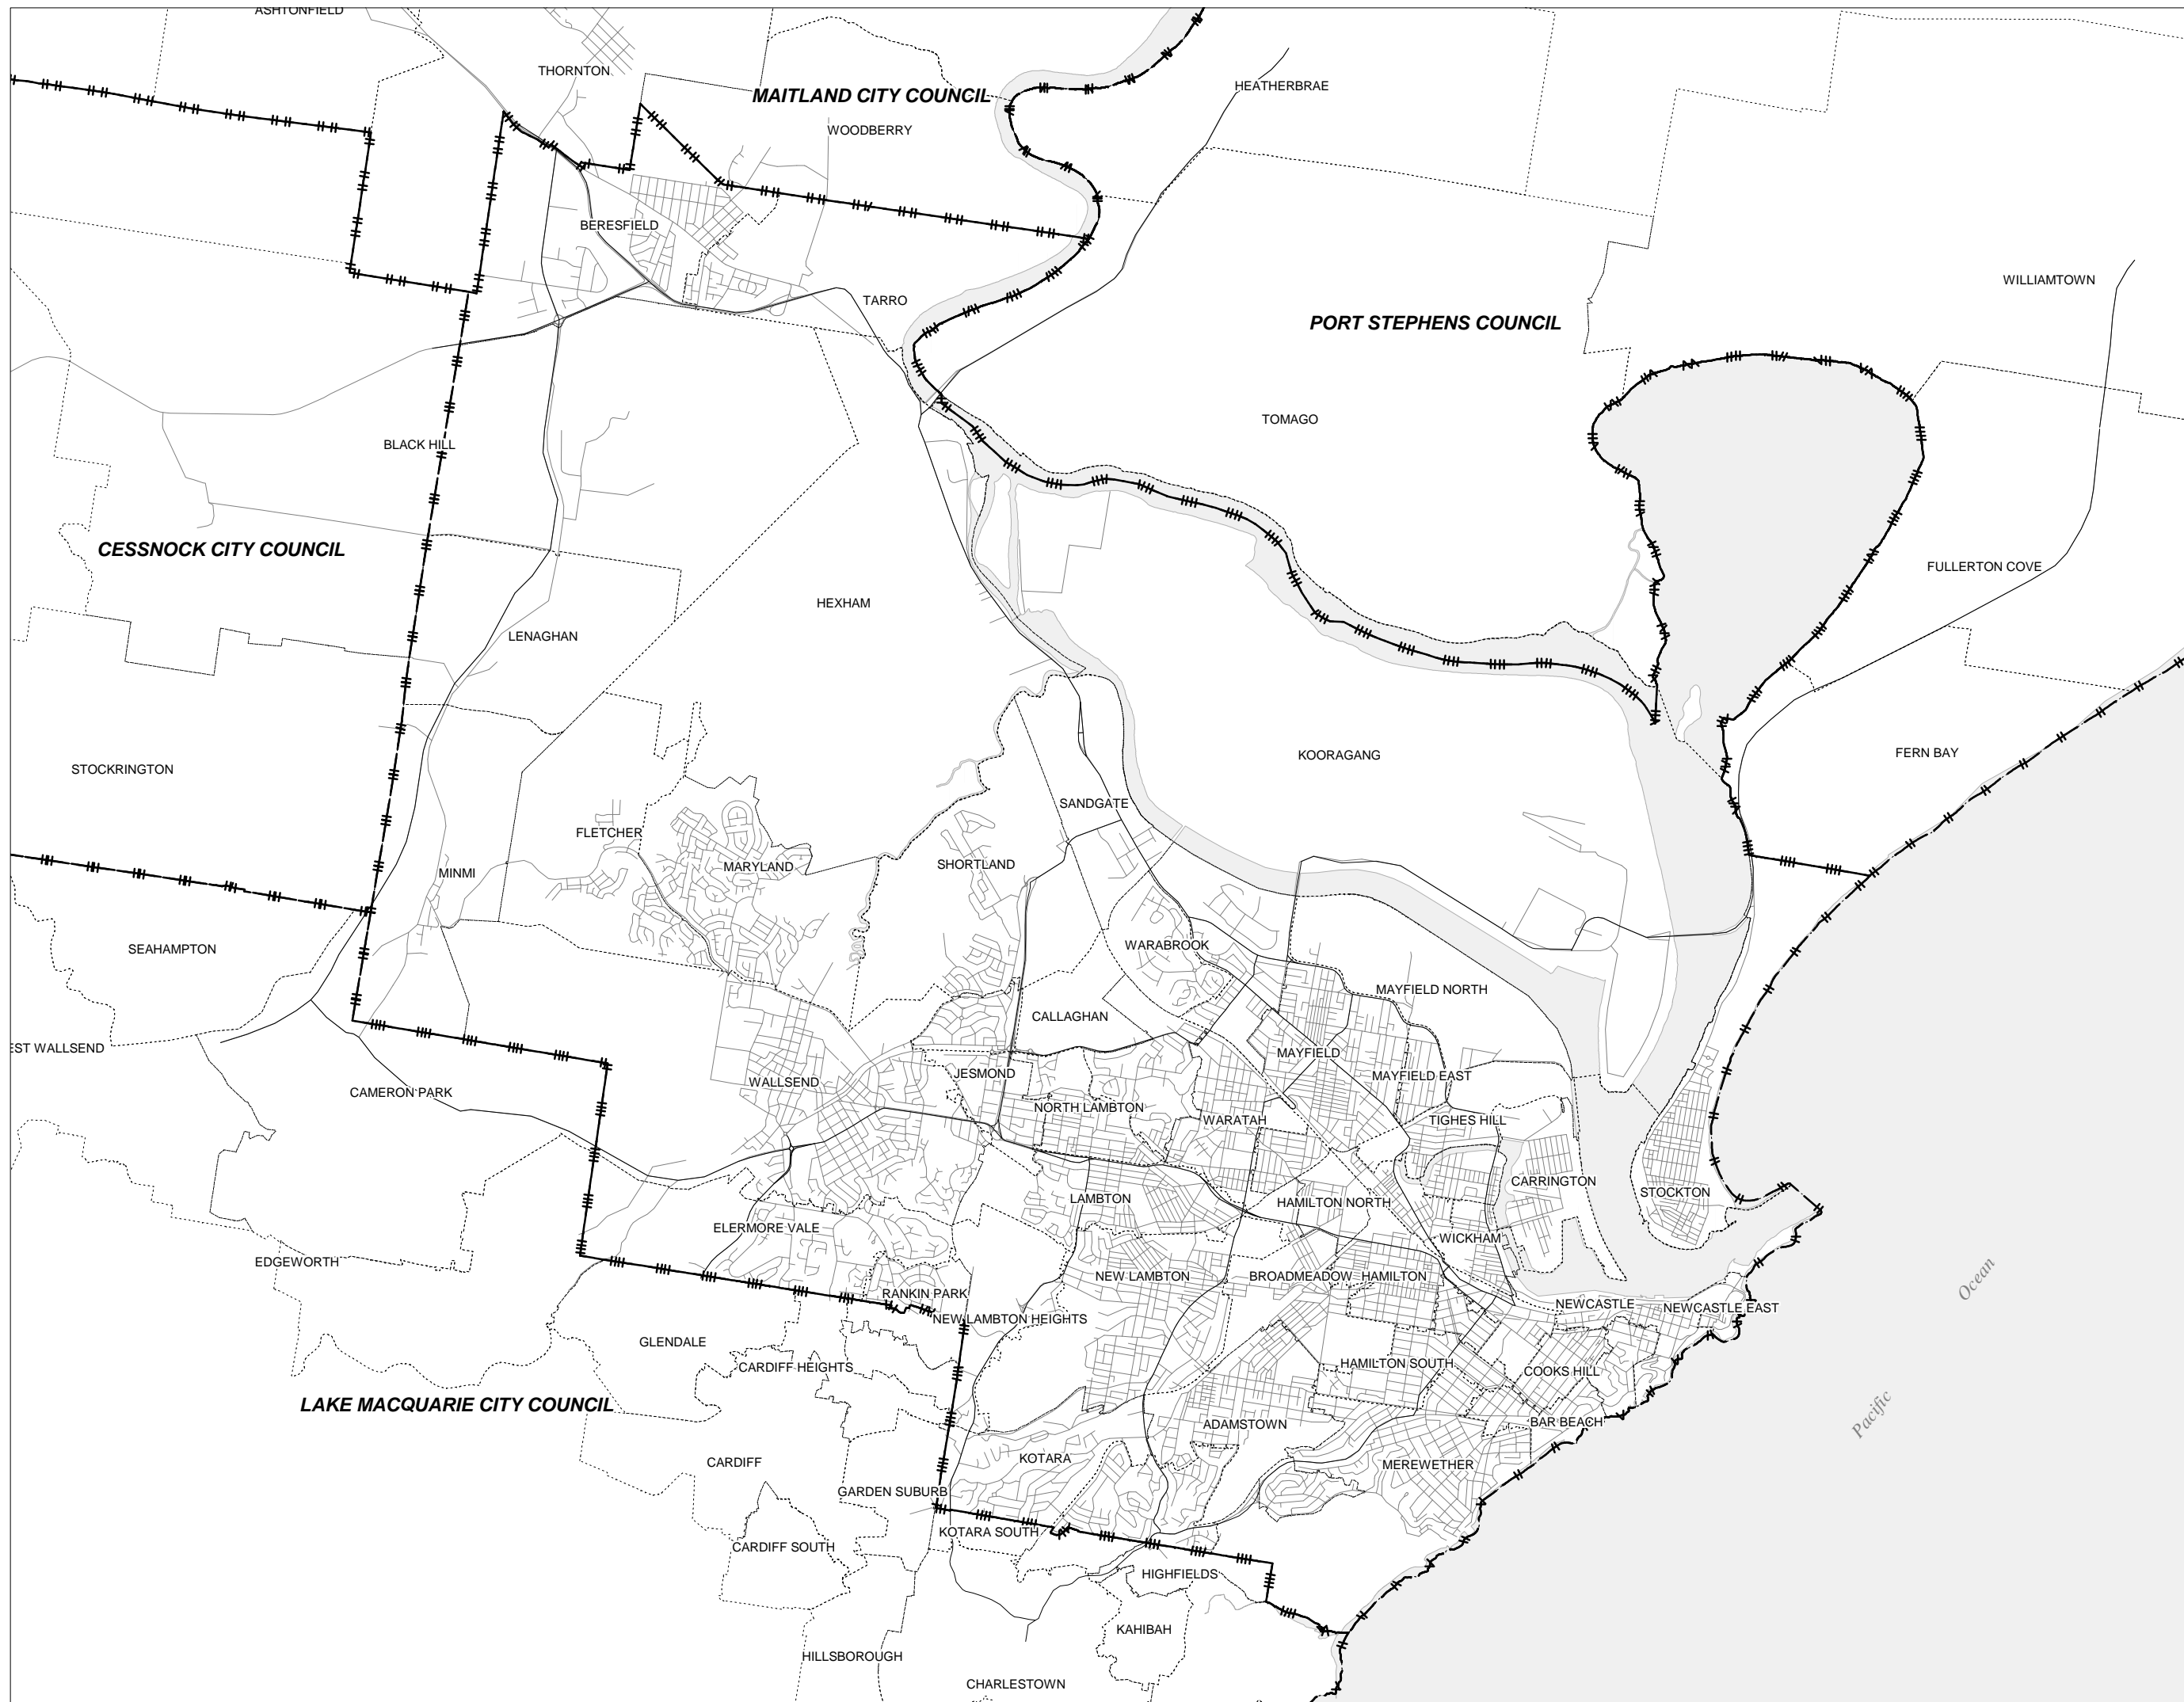 ASHTONFIELD
THORNTON
HEATHERBRAE
MAITLAND CITY COUNCIL
WOODBERRY
BERESFIELD
WILLIAMTOWN
TARRO
PORT STEPHENS COUNCIL
TOMAGO
BLACK HILL
CESSNOCK CITY COUNCIL
FULLERTON COVE
HEXHAM
LENAGHAN
FERN BAY
KOORAGANG
STOCKRINGTON
SANDGATE
FLETCHER
SHORTLAND
MARYLAND
MINMI
WARABROOK
SEAHAMPTON
MAYFIELD NORTH
CALLAGHAN
EST WALLSEND
MAYFIELD
JESMOND
MAYFIELD EAST
WALLSEND
CAMERON PARK
NORTH LAMBTON
WARATAH
TIGHES HILL
CARRINGTON
STOCKTON
LAMBTON
HAMILTON NORTH
ELERMORE VALE
WICKHAM
EDGEWORTH
NEW LAMBTON
BROADMEADOW
HAMILTON
Ocean
RANKIN PARK
NEWCASTLE
NEWCASTLE EAST
NEW LAMBTON HEIGHTS
GLENDALE
HAMILTON SOUTH
CARDIFF HEIGHTS
COOKS HILL
LAKE MACQUARIE CITY COUNCIL
Pacific
BAR BEACH
ADAMSTOWN
KOTARA
CARDIFF
MEREWETHER
GARDEN SUBURB
KOTARA SOUTH
CARDIFF SOUTH
HIGHFIELDS
KAHIBAH
HILLSBOROUGH
CHARLESTOWN